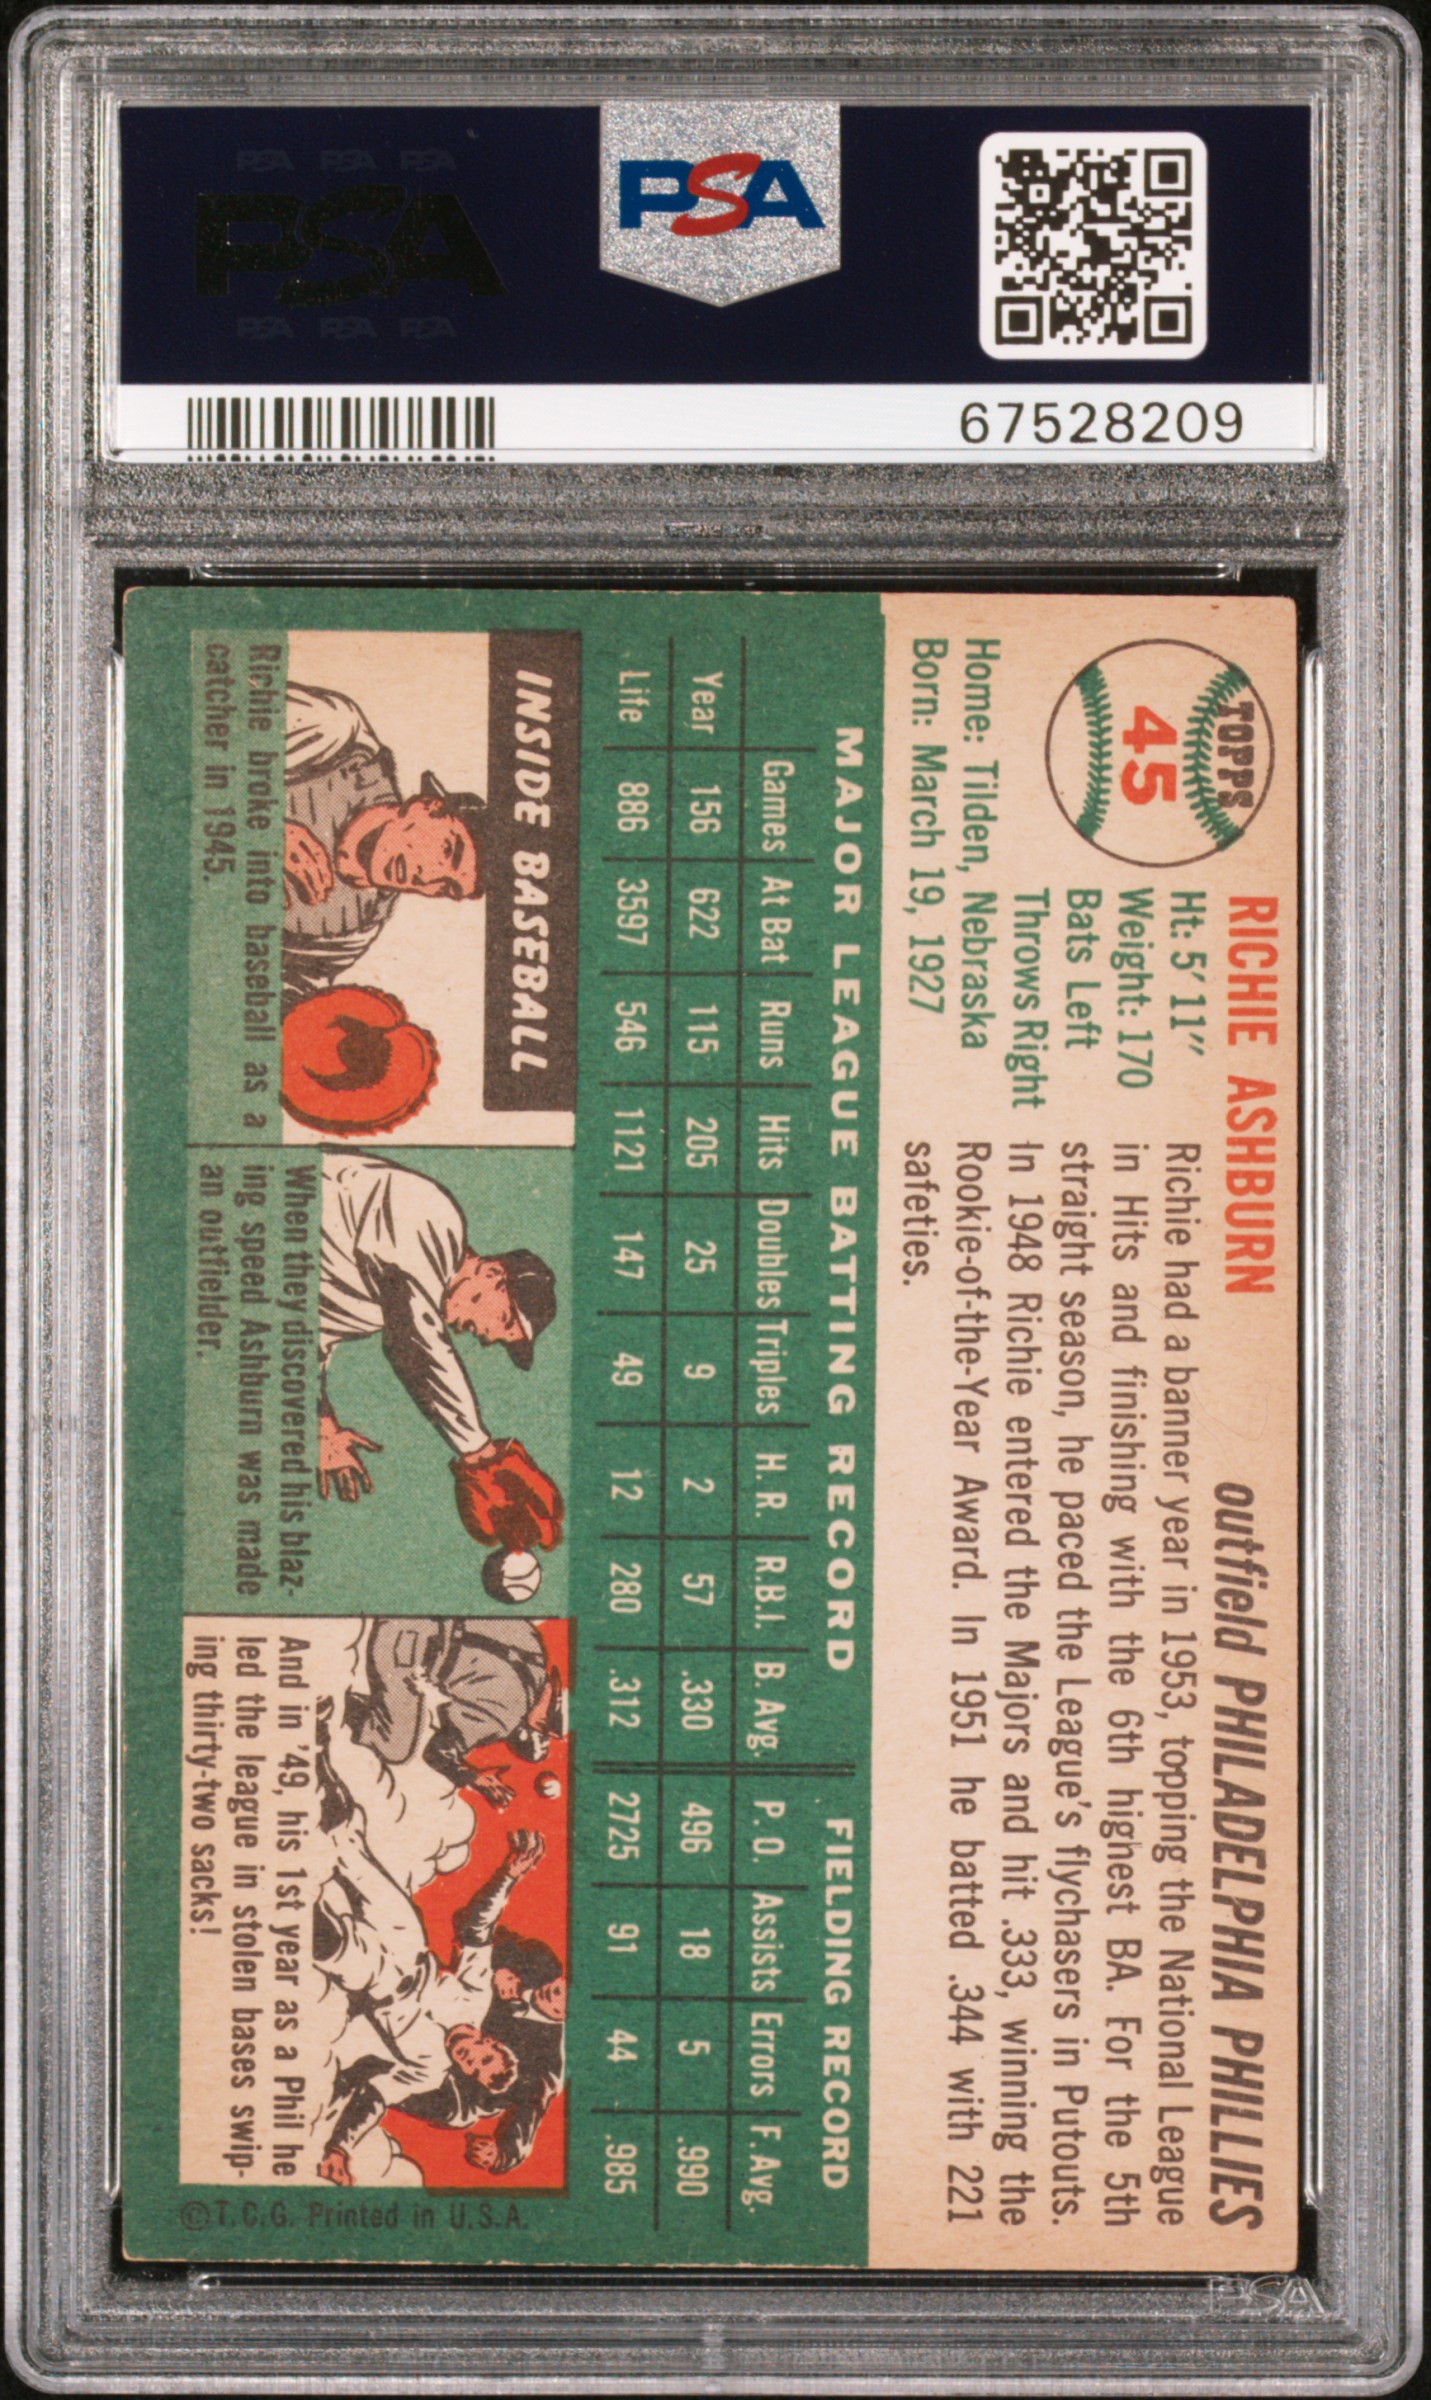 PSA PSA PSA
PSA
PSA PSA PSA
PSA
67528209
TOPPS
45
RICHIE ASHBURN
outfield PHILADELPHIA PHILLIES
Ht: 5'11"
Weight: 170
Bats Left
Throws Right
Home: Tilden, Nebraska
Born: March 19, 1927
Richie had a banner year in 1953, topping the National League
in Hits and finishing with the 6th highest BA. For the 5th
straight season, he paced the League's flychasers in Putouts.
In 1948 Richie entered the Majors and hit .333, winning the
Rookie-of-the-Year Award. In 1951 he batted .344 with 221
safeties.
MAJOR LEAGUE BATTING RECORD FIELDING RECORD
Games At Bat Runs Hits Doubles Triples H.R. R.B.I. B. Avg. P.O. Assists Errors F. Avg.
Year 156 622 115 205 25 9 2 57 .330 496 18 5 .990
Life 886 3597 546 1121 147 49 12 280 .312 2725 91 44 .985
INSIDE BASEBALL
Richie broke into baseball as a
catcher in 1945.
When they discovered his blaz-
ing speed Ashburn was made
an outfielder.
And in '49, his 1st year as a Phil he
led the league in stolen bases swip-
ing thirty-two sacks!
©T.C.G. Printed in U.S.A.
PSA